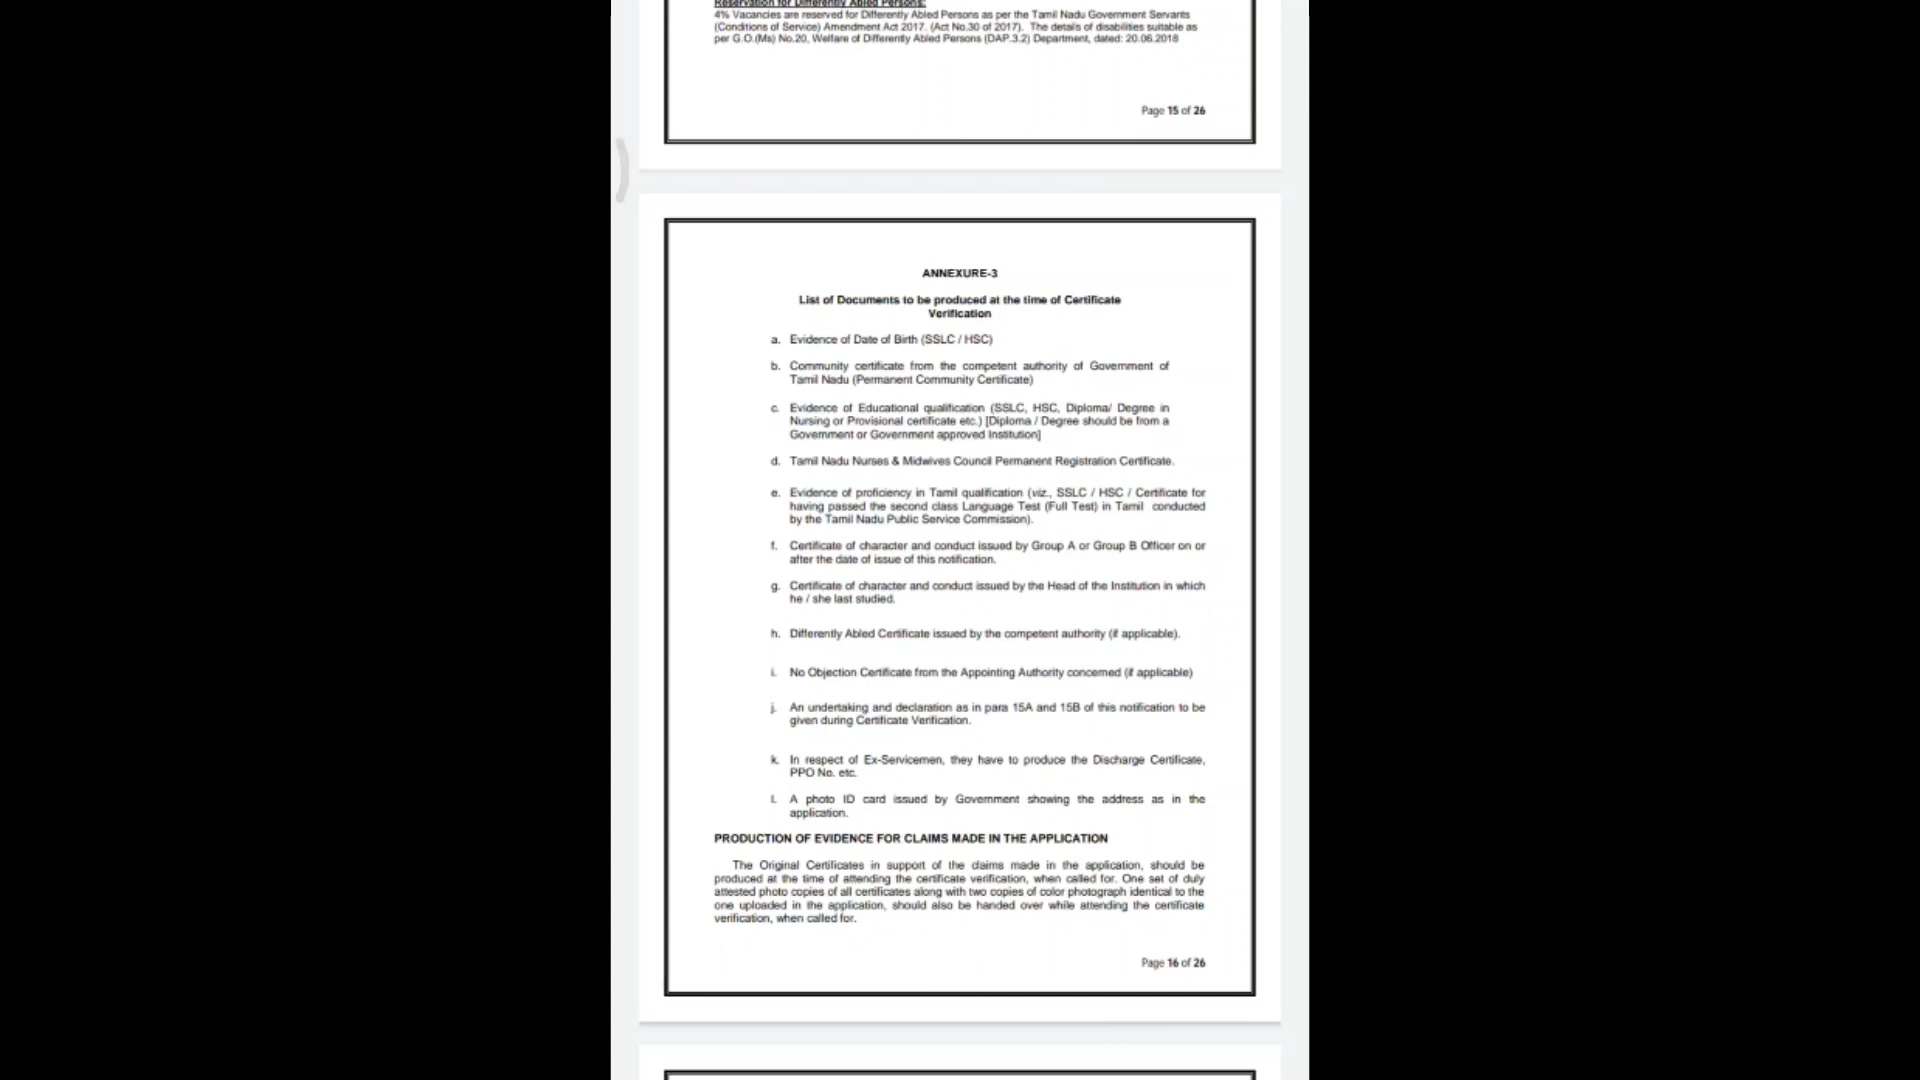 Reservation for Differently Abled Persons:
4% Vacancies are reserved for Differently Abled Persons as per the Tamil Nadu Government Servants
(Conditions of Service) Amendment Act 2017. (Act No.30 of 2017). The details of disabilities suitable as
per G.O.(Ms) No.20, Welfare of Differently Abled Persons (DAP.3.2) Department, dated: 20.06.2018
Page 15 of 26
ANNEXURE-3
List of Documents to be produced at the time of Certificate
Verification
a. Evidence of Date of Birth (SSLC / HSC)
b. Community certificate from the competent authority of Government of
Tamil Nadu (Permanent Community Certificate)
c. Evidence of Educational qualification (SSLC, HSC, Diploma/ Degree in
Nursing or Provisional certificate etc.) [Diploma / Degree should be from a
Government or Government approved Institution]
d. Tamil Nadu Nurses & Midwives Council Permanent Registration Certificate.
e. Evidence of proficiency in Tamil qualification (viz., SSLC / HSC / Certificate for
having passed the second class Language Test (Full Test) in Tamil conducted
by the Tamil Nadu Public Service Commission).
f. Certificate of character and conduct issued by Group A or Group B Officer on or
after the date of issue of this notification.
g. Certificate of character and conduct issued by the Head of the Institution in which
he / she last studied.
h. Differently Abled Certificate issued by the competent authority (if applicable).
i. No Objection Certificate from the Appointing Authority concerned (if applicable)
j. An undertaking and declaration as in para 15A and 15B of this notification to be
given during Certificate Verification.
k. In respect of Ex-Servicemen, they have to produce the Discharge Certificate,
PPO No. etc.
l. A photo ID card issued by Government showing the address as in the
application.
PRODUCTION OF EVIDENCE FOR CLAIMS MADE IN THE APPLICATION
The Original Certificates in support of the claims made in the application, should be
produced at the time of attending the certificate verification, when called for. One set of duly
attested photo copies of all certificates along with two copies of color photograph identical to the
one uploaded in the application, should also be handed over while attending the certificate
verification, when called for.
Page 16 of 26